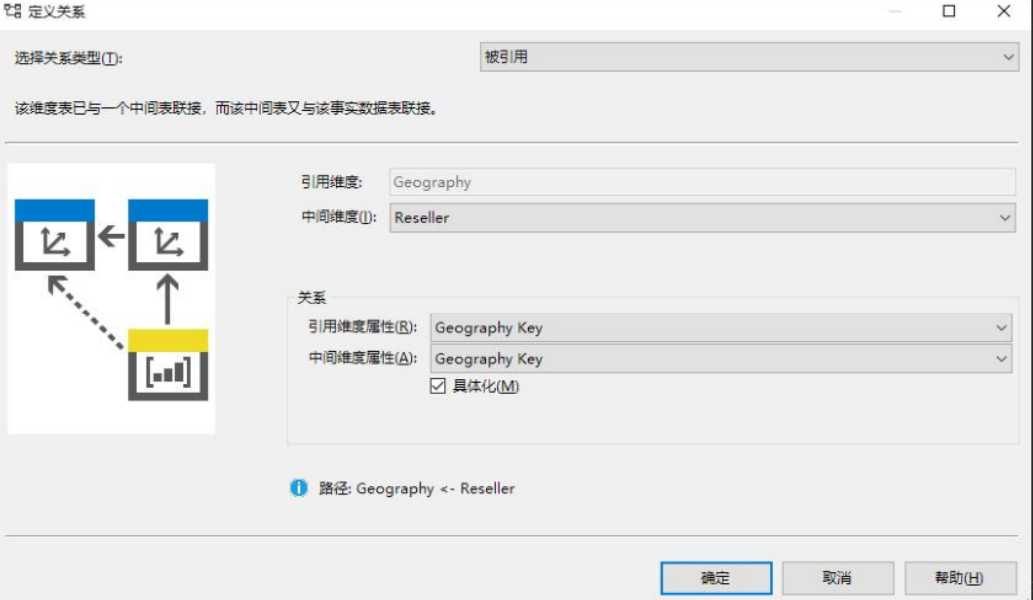 定义关系
选择关系类型(T): 被引用
该维度表已与一个中间表联接，而该中间表又与该事实数据表联接。
引用维度: Geography
中间维度(I): Reseller
关系
引用维度属性(R): Geography Key
中间维度属性(A): Geography Key
具体化(M)
路径: Geography <- Reseller
确定 取消 帮助(H)